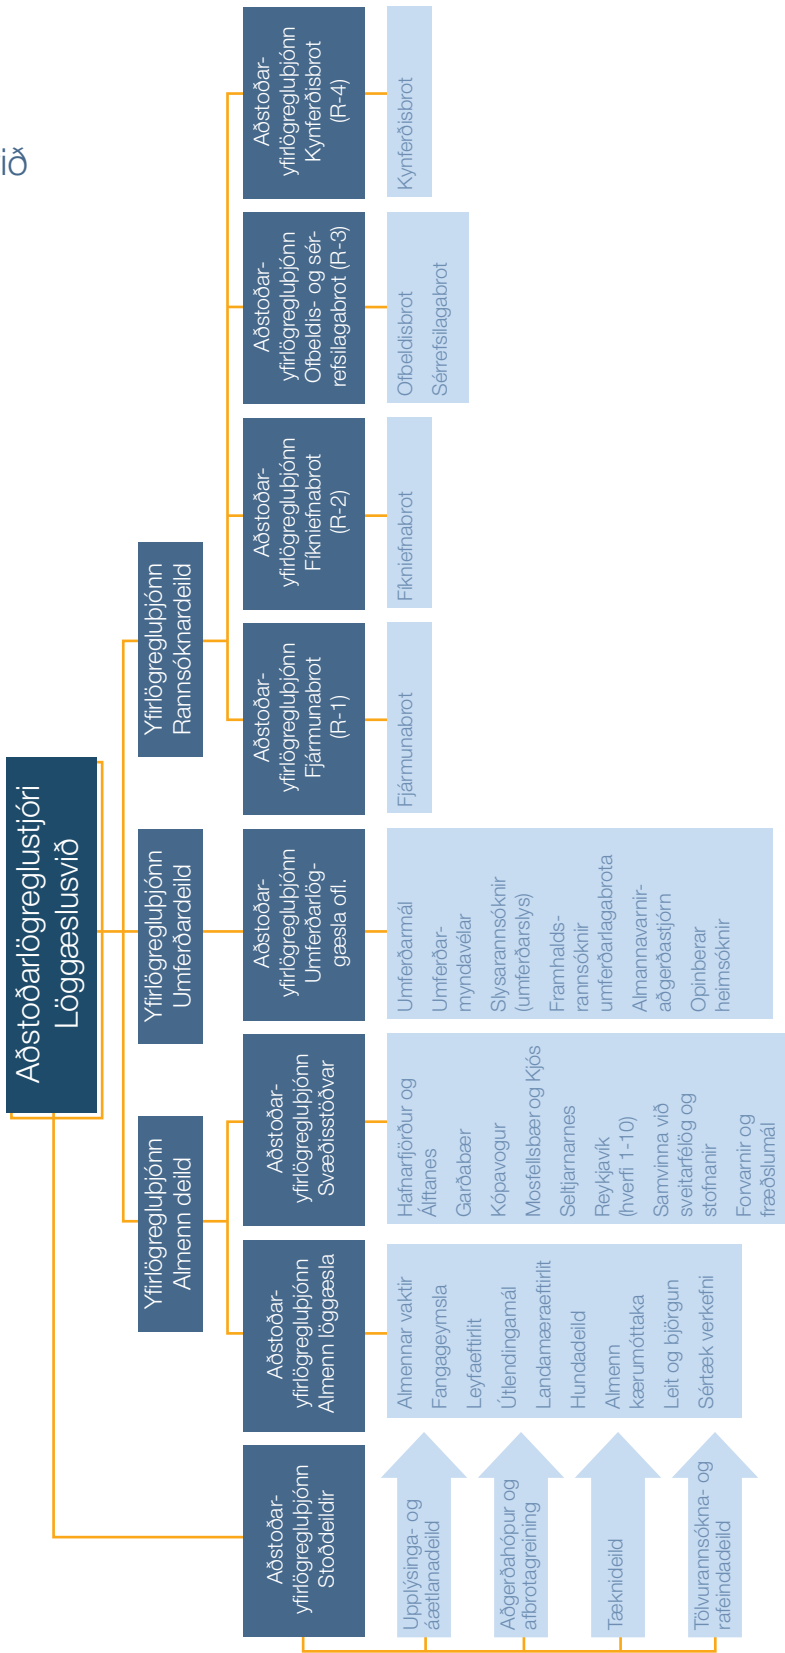 ið
Aðstoðarlögreglustjóri
Löggæslusvið
Yfirlögregluþjónn
Almenn deild
Yfirlögregluþjónn
Umferðardeild
Yfirlögregluþjónn
Rannsóknardeild
Aðstoðar-
yfirlögregluþjónn
Stoðdeildir
Aðstoðar-
yfirlögregluþjónn
Almenn löggæsla
Aðstoðar-
yfirlögregluþjónn
Svæðisstöðvar
Aðstoðar-
yfirlögregluþjónn
Umferðarlög-
gæsla ofl.
Aðstoðar-
yfirlögregluþjónn
Fjármunabrot
(R-1)
Aðstoðar-
yfirlögregluþjónn
Fíkniefnabrot
(R-2)
Aðstoðar-
yfirlögregluþjónn
Ofbeldis- og sér-
refsilagabrot (R-3)
Aðstoðar-
yfirlögregluþjónn
Kynferðisbrot
(R-4)
Upplýsinga- og
áætlanadeild
Aðgerðahópur og
afbrotagreining
Tæknideild
Tölvurannsókna- og
rafeindadeild
Almennar vaktir
Fangageymsla
Leyfaeftirlit
Útlendingamál
Landamæraeftirlit
Hundadeild
Almenn
kærumóttaka
Leit og björgun
Sértæk verkefni
Hafnarfjörður og
Álftanes
Garðabær
Kópavogur
Mosfellsbær og Kjós
Seltjarnarnes
Reykjavík
(hverfi 1-10)
Samvinna við
sveitarfélög og
stofnanir
Forvarnir og
fræðslumál
Umferðarmál
Umferðar-
myndavélar
Slysarannsóknir
(umferðarslys)
Framhalds-
rannsóknir
umferðarlagabrota
Almannavarnir-
aðgerðastjórn
Opinberar
heimsóknir
Fjármunabrot
Fíkniefnabrot
Ofbeldisbrot
Sérrefsilagabrot
Kynferðisbrot